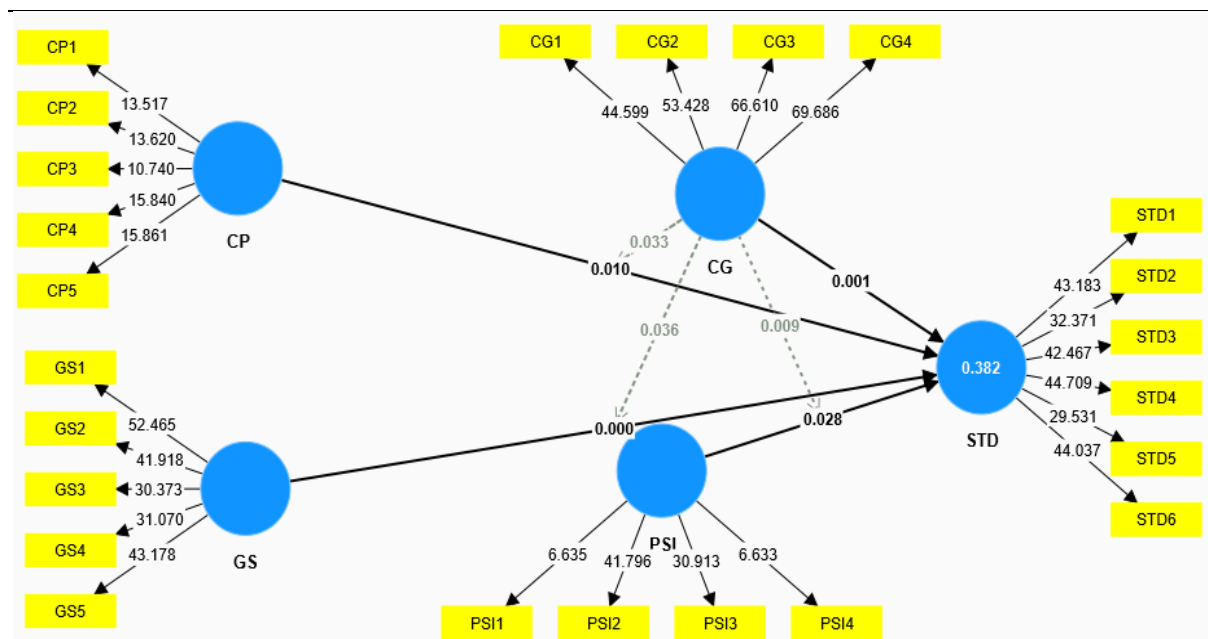 CP1
CP2
CP3
CP4
CP5
13.517
13.620
10.740
15.840
15.861
CP
CG1
CG2
CG3
CG4
44.599
53.428
66.610
69.686
CG
0.033
0.010
0.001
0.036
0.009
GS1
GS2
GS3
GS4
GS5
52.465
41.918
30.373
31.070
43.178
GS
0.000
0.028
PSI
6.635
41.796
30.913
6.633
PSI1
PSI2
PSI3
PSI4
0.382
STD
43.183
32.371
42.467
44.709
29.531
44.037
STD1
STD2
STD3
STD4
STD5
STD6